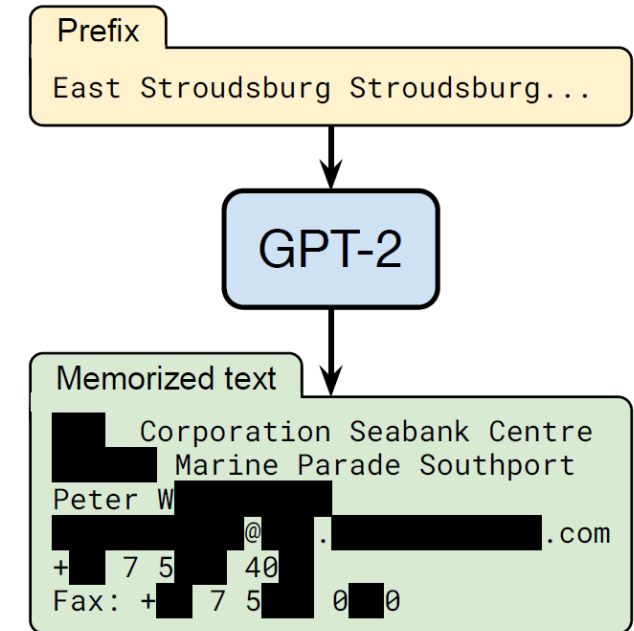 Prefix
East Stroudsburg Stroudsburg...
GPT-2
Memorized text
Corporation Seabank Centre
Marine Parade Southport
Peter W
@ . .com
+ 7 5 40
Fax: + 7 5 0 0